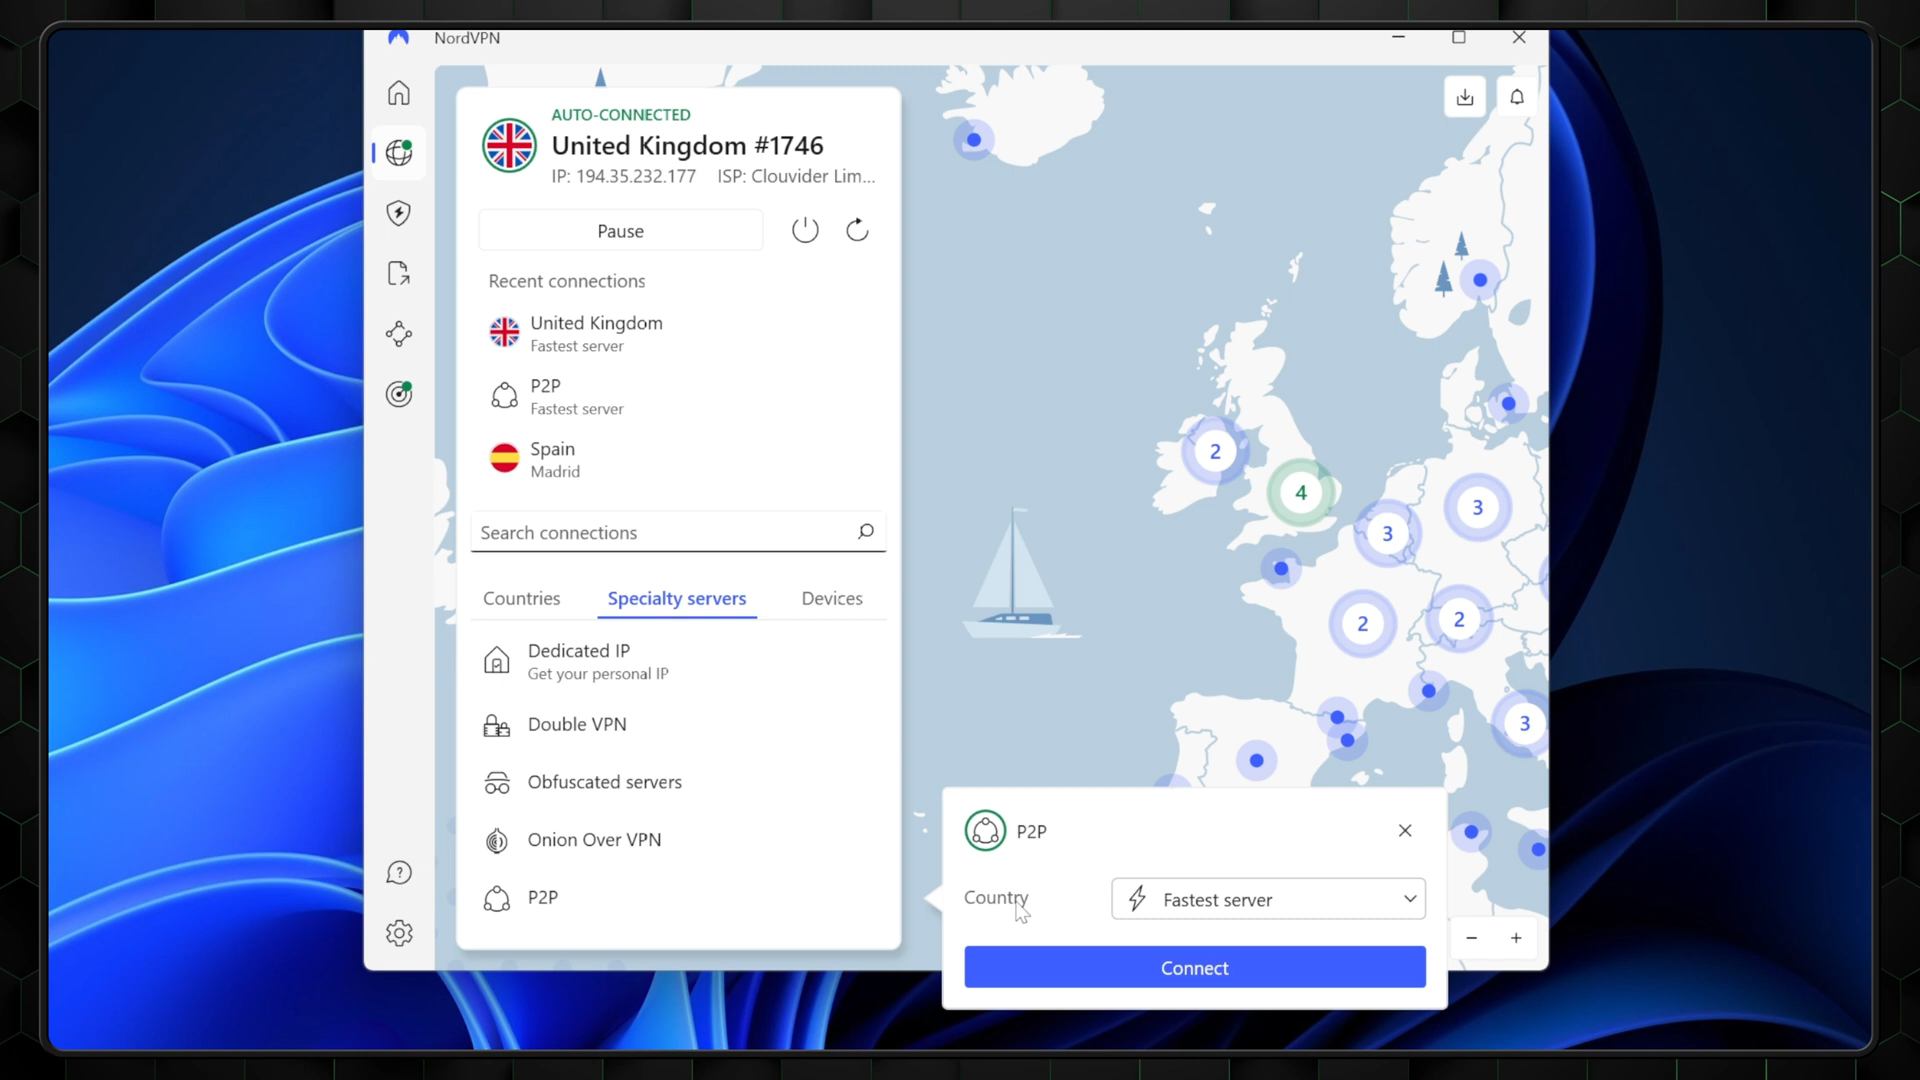 NordVPN
AUTO-CONNECTED
United Kingdom #1746
IP: 194.35.232.177 ISP: Clouvider Lim...
Pause
Recent connections
United Kingdom
Fastest server
P2P
Fastest server
Spain
Madrid
Search connections
Countries Specialty servers Devices
Dedicated IP
Get your personal IP
Double VPN
Obfuscated servers
Onion Over VPN
P2P
2
4
3
3
2
2
3
P2P
Country Fastest server
Connect